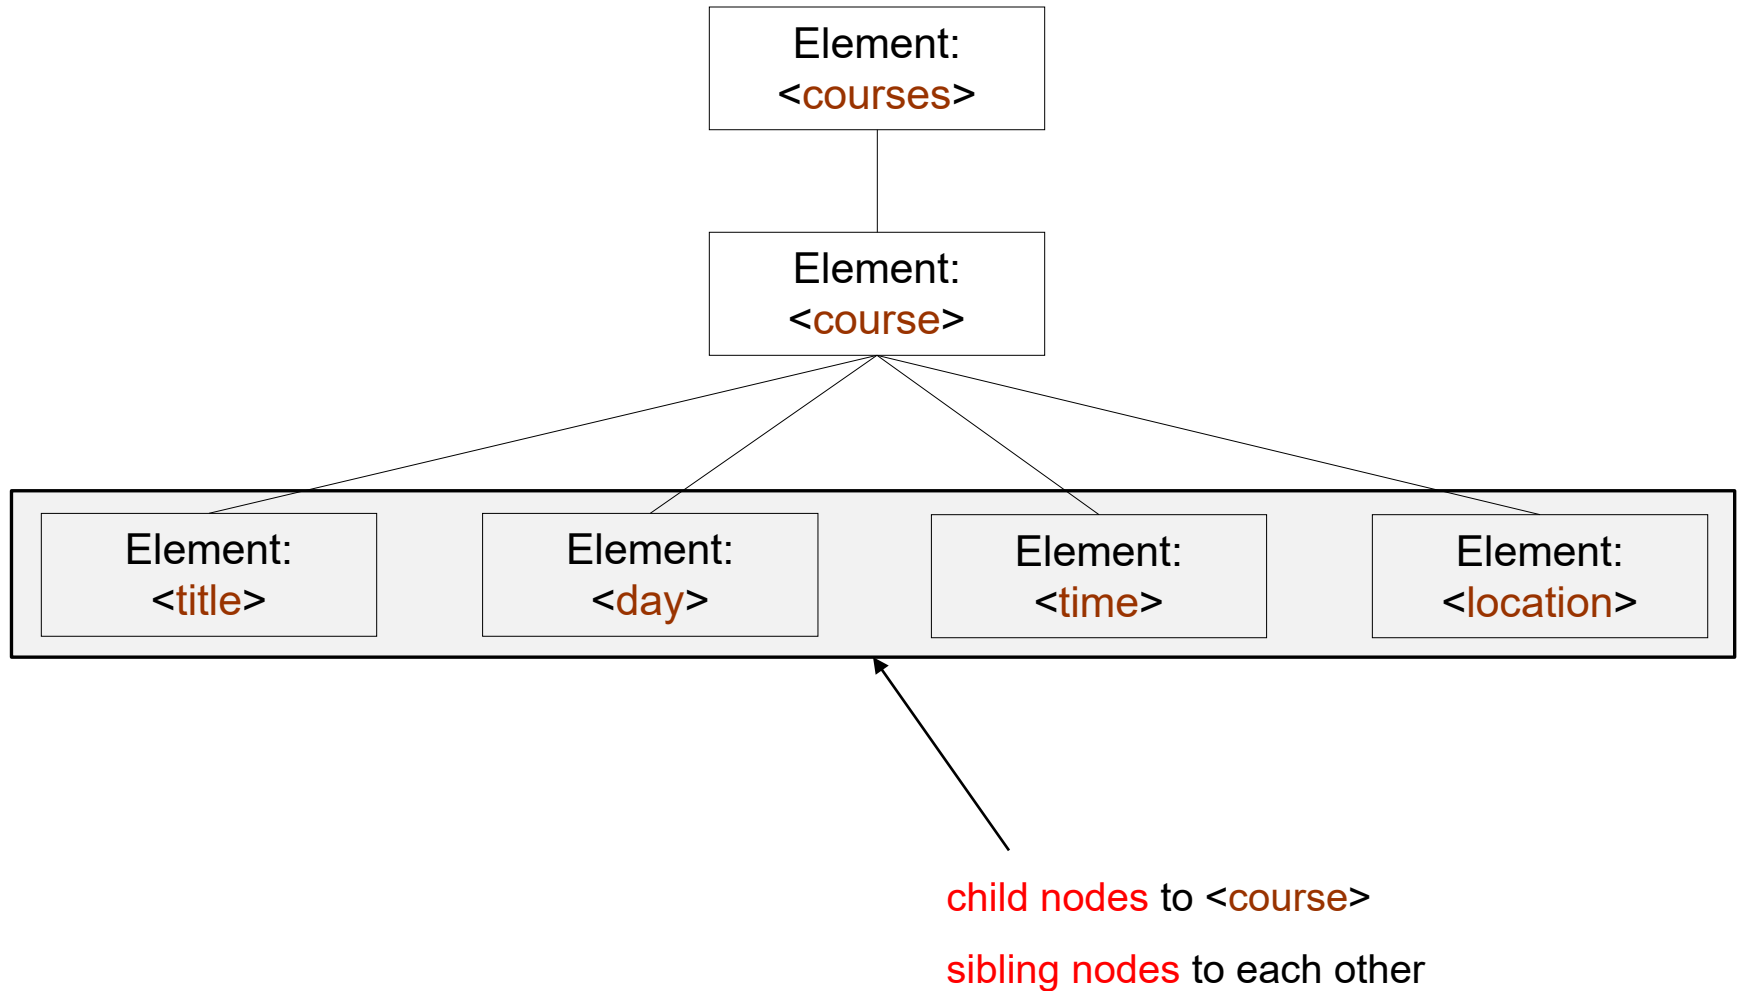 Element:
<courses>
Element:
<course>
Element:
<title>
Element:
<day>
Element:
<time>
Element:
<location>
child nodes to <course>
sibling nodes to each other